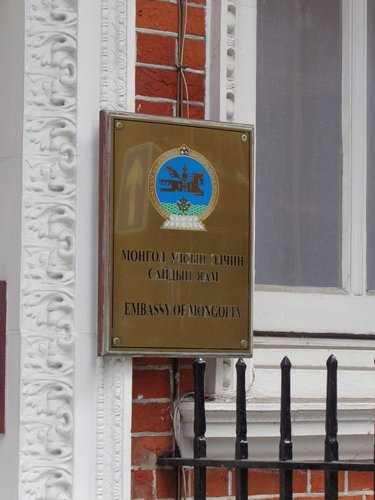 МОНГОЛ УЛСЫН ЭЛЧИН
САЙДЫН ЯАМ
EMBASSY OF MONGOLIA